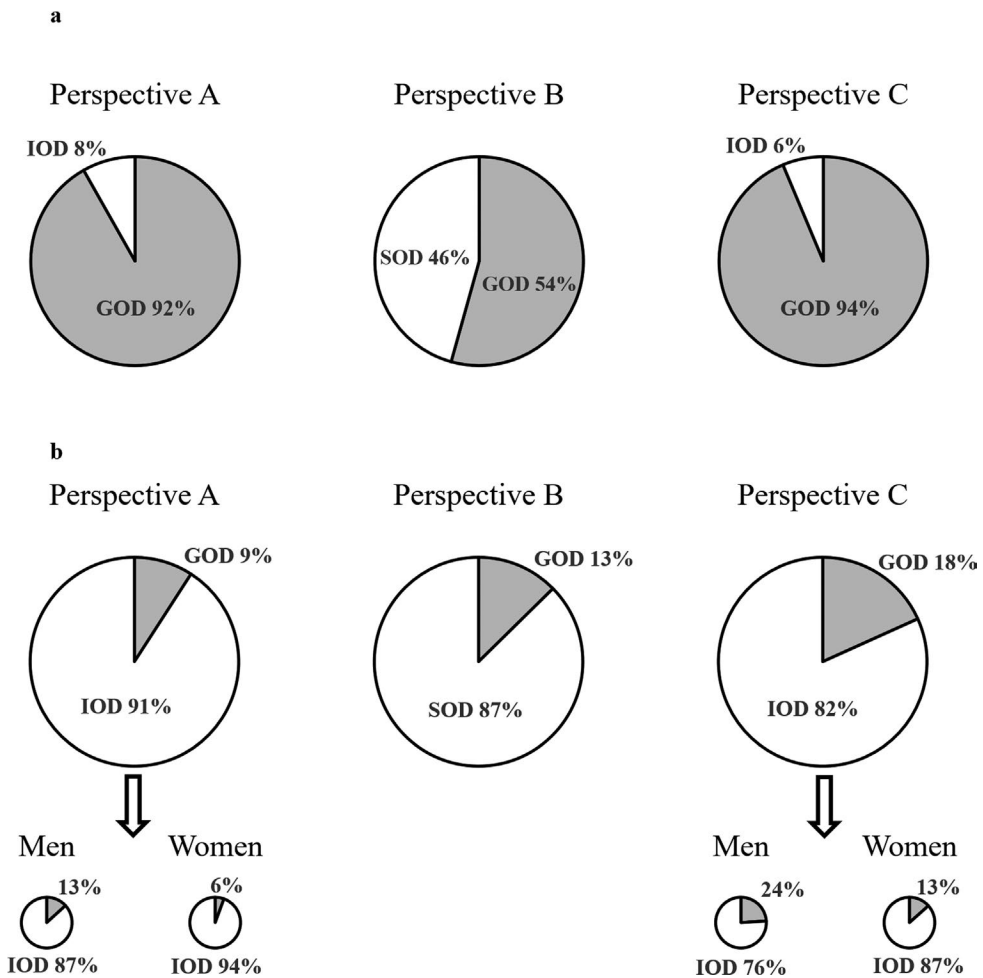 a
Perspective A
Perspective B
Perspective C
IOD 8%
GOD 92%
SOD 46%
GOD 54%
IOD 6%
GOD 94%
b
Perspective A
Perspective B
Perspective C
GOD 9%
IOD 91%
GOD 13%
SOD 87%
GOD 18%
IOD 82%
Men
Women
13%
IOD 87%
6%
IOD 94%
Men
Women
24%
IOD 76%
13%
IOD 87%